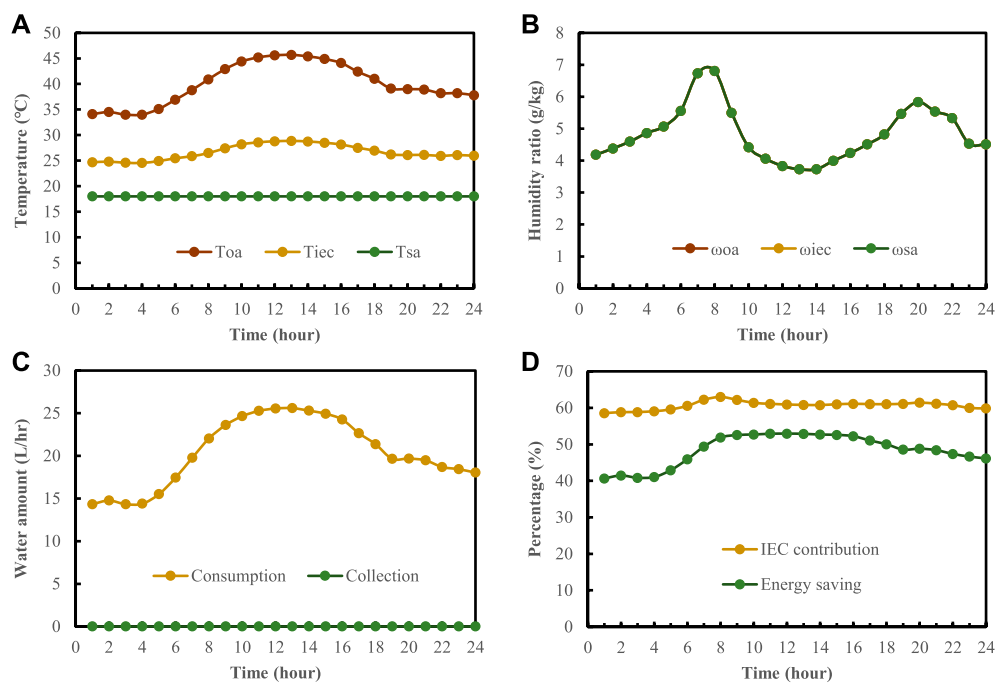 A
Temperature (℃)
50
45
40
35
30
25
20
15
10
5
0
Toa Tiec Tsa
0 2 4 6 8 10 12 14 16 18 20 22 24
Time (hour)
B
Humidity ratio (g/kg)
8
7
6
5
4
3
2
1
0
ωoa ωiec ωsa
0 2 4 6 8 10 12 14 16 18 20 22 24
Time (hour)
C
Water amount (L/hr)
30
25
20
15
10
5
0
Consumption Collection
0 2 4 6 8 10 12 14 16 18 20 22 24
Time (hour)
D
Percentage (%)
70
60
50
40
30
20
10
0
IEC contribution
Energy saving
0 2 4 6 8 10 12 14 16 18 20 22 24
Time (hour)